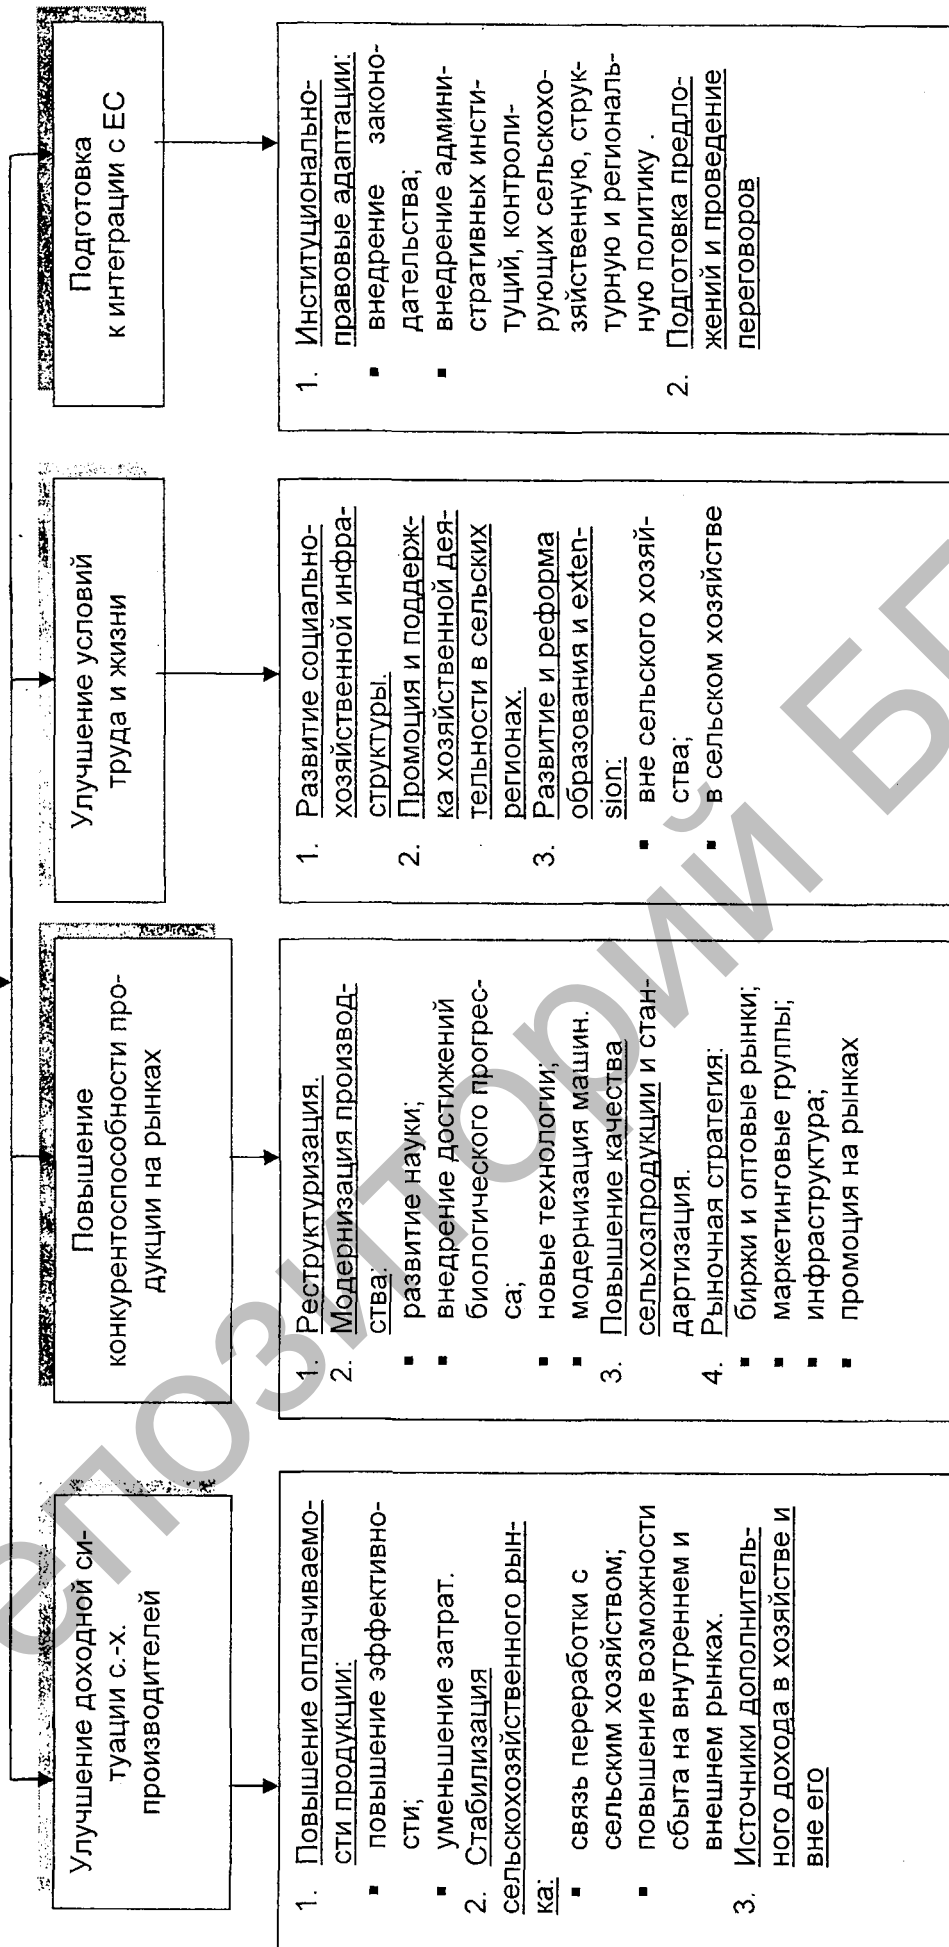 Улучшение доходной си-
туации с.-х.
производителей
1. Повышение оплачиваемо-
сти продукции:
▪ повышение эффективно-
сти;
▪ уменьшение затрат.
2. Стабилизация
сельскохозяйственного рын-
ка:
▪ связь переработки с
сельским хозяйством;
▪ повышение возможности
сбыта на внутреннем и
внешнем рынках.
3. Источники дополнитель-
ного дохода в хозяйстве и
вне его
Повышение
конкурентоспособности про-
дукции на рынках
1. Реструктуризация.
2. Модернизация производ-
ства:
▪ развитие науки;
▪ внедрение достижений
биологического прогрес-
са;
▪ новые технологии;
▪ модернизация машин.
3. Повышение качества
сельхозпродукции и стан-
дартизация.
4. Рыночная стратегия:
▪ биржи и оптовые рынки;
▪ маркетинговые группы;
▪ инфраструктура;
▪ промоция на рынках
Улучшение условий
труда и жизни
1. Развитие социально-
хозяйственной инфра-
структуры.
2. Промоция и поддерж-
ка хозяйственной дея-
тельности в сельских
регионах.
3. Развитие и реформа
образования и exten-
sion:
▪ вне сельского хозяй-
ства;
▪ в сельском хозяйстве
Подготовка
к интеграции с ЕС
1. Институционально-
правовые адаптации:
▪ внедрение законо-
дательства;
▪ внедрение админи-
стративных инсти-
туций, контроли-
рующих сельскохо-
зяйственную, струк-
турную и региональ-
ную политику .
2. Подготовка предло-
жений и проведение
переговоров
епозиторий БГ